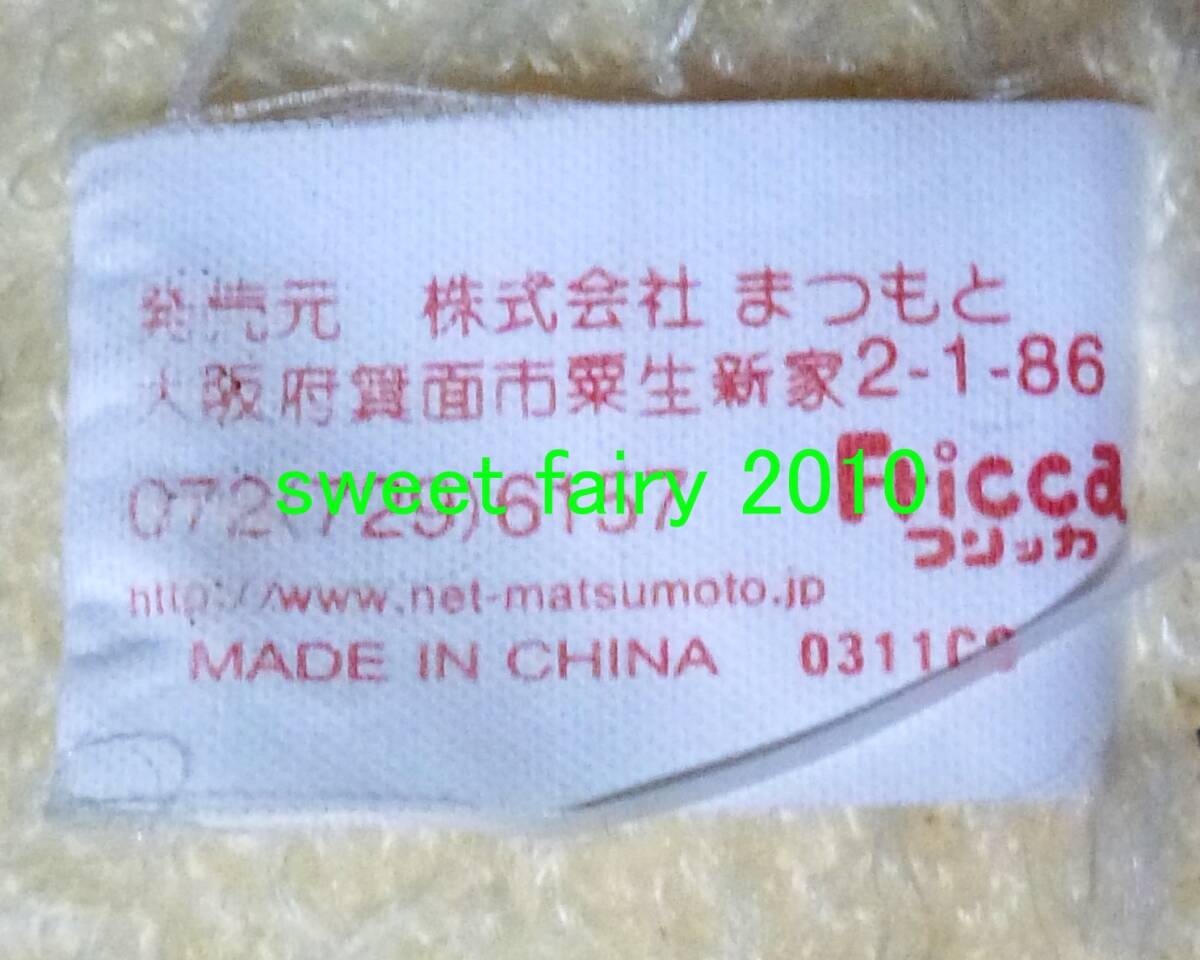 発売元 株式会社 まつもと
大阪府箕面市粟生新家2-1-86
sweet fairy 2010
Fricca
フリッカ
http://www.net-matsumoto.jp
MADE IN CHINA